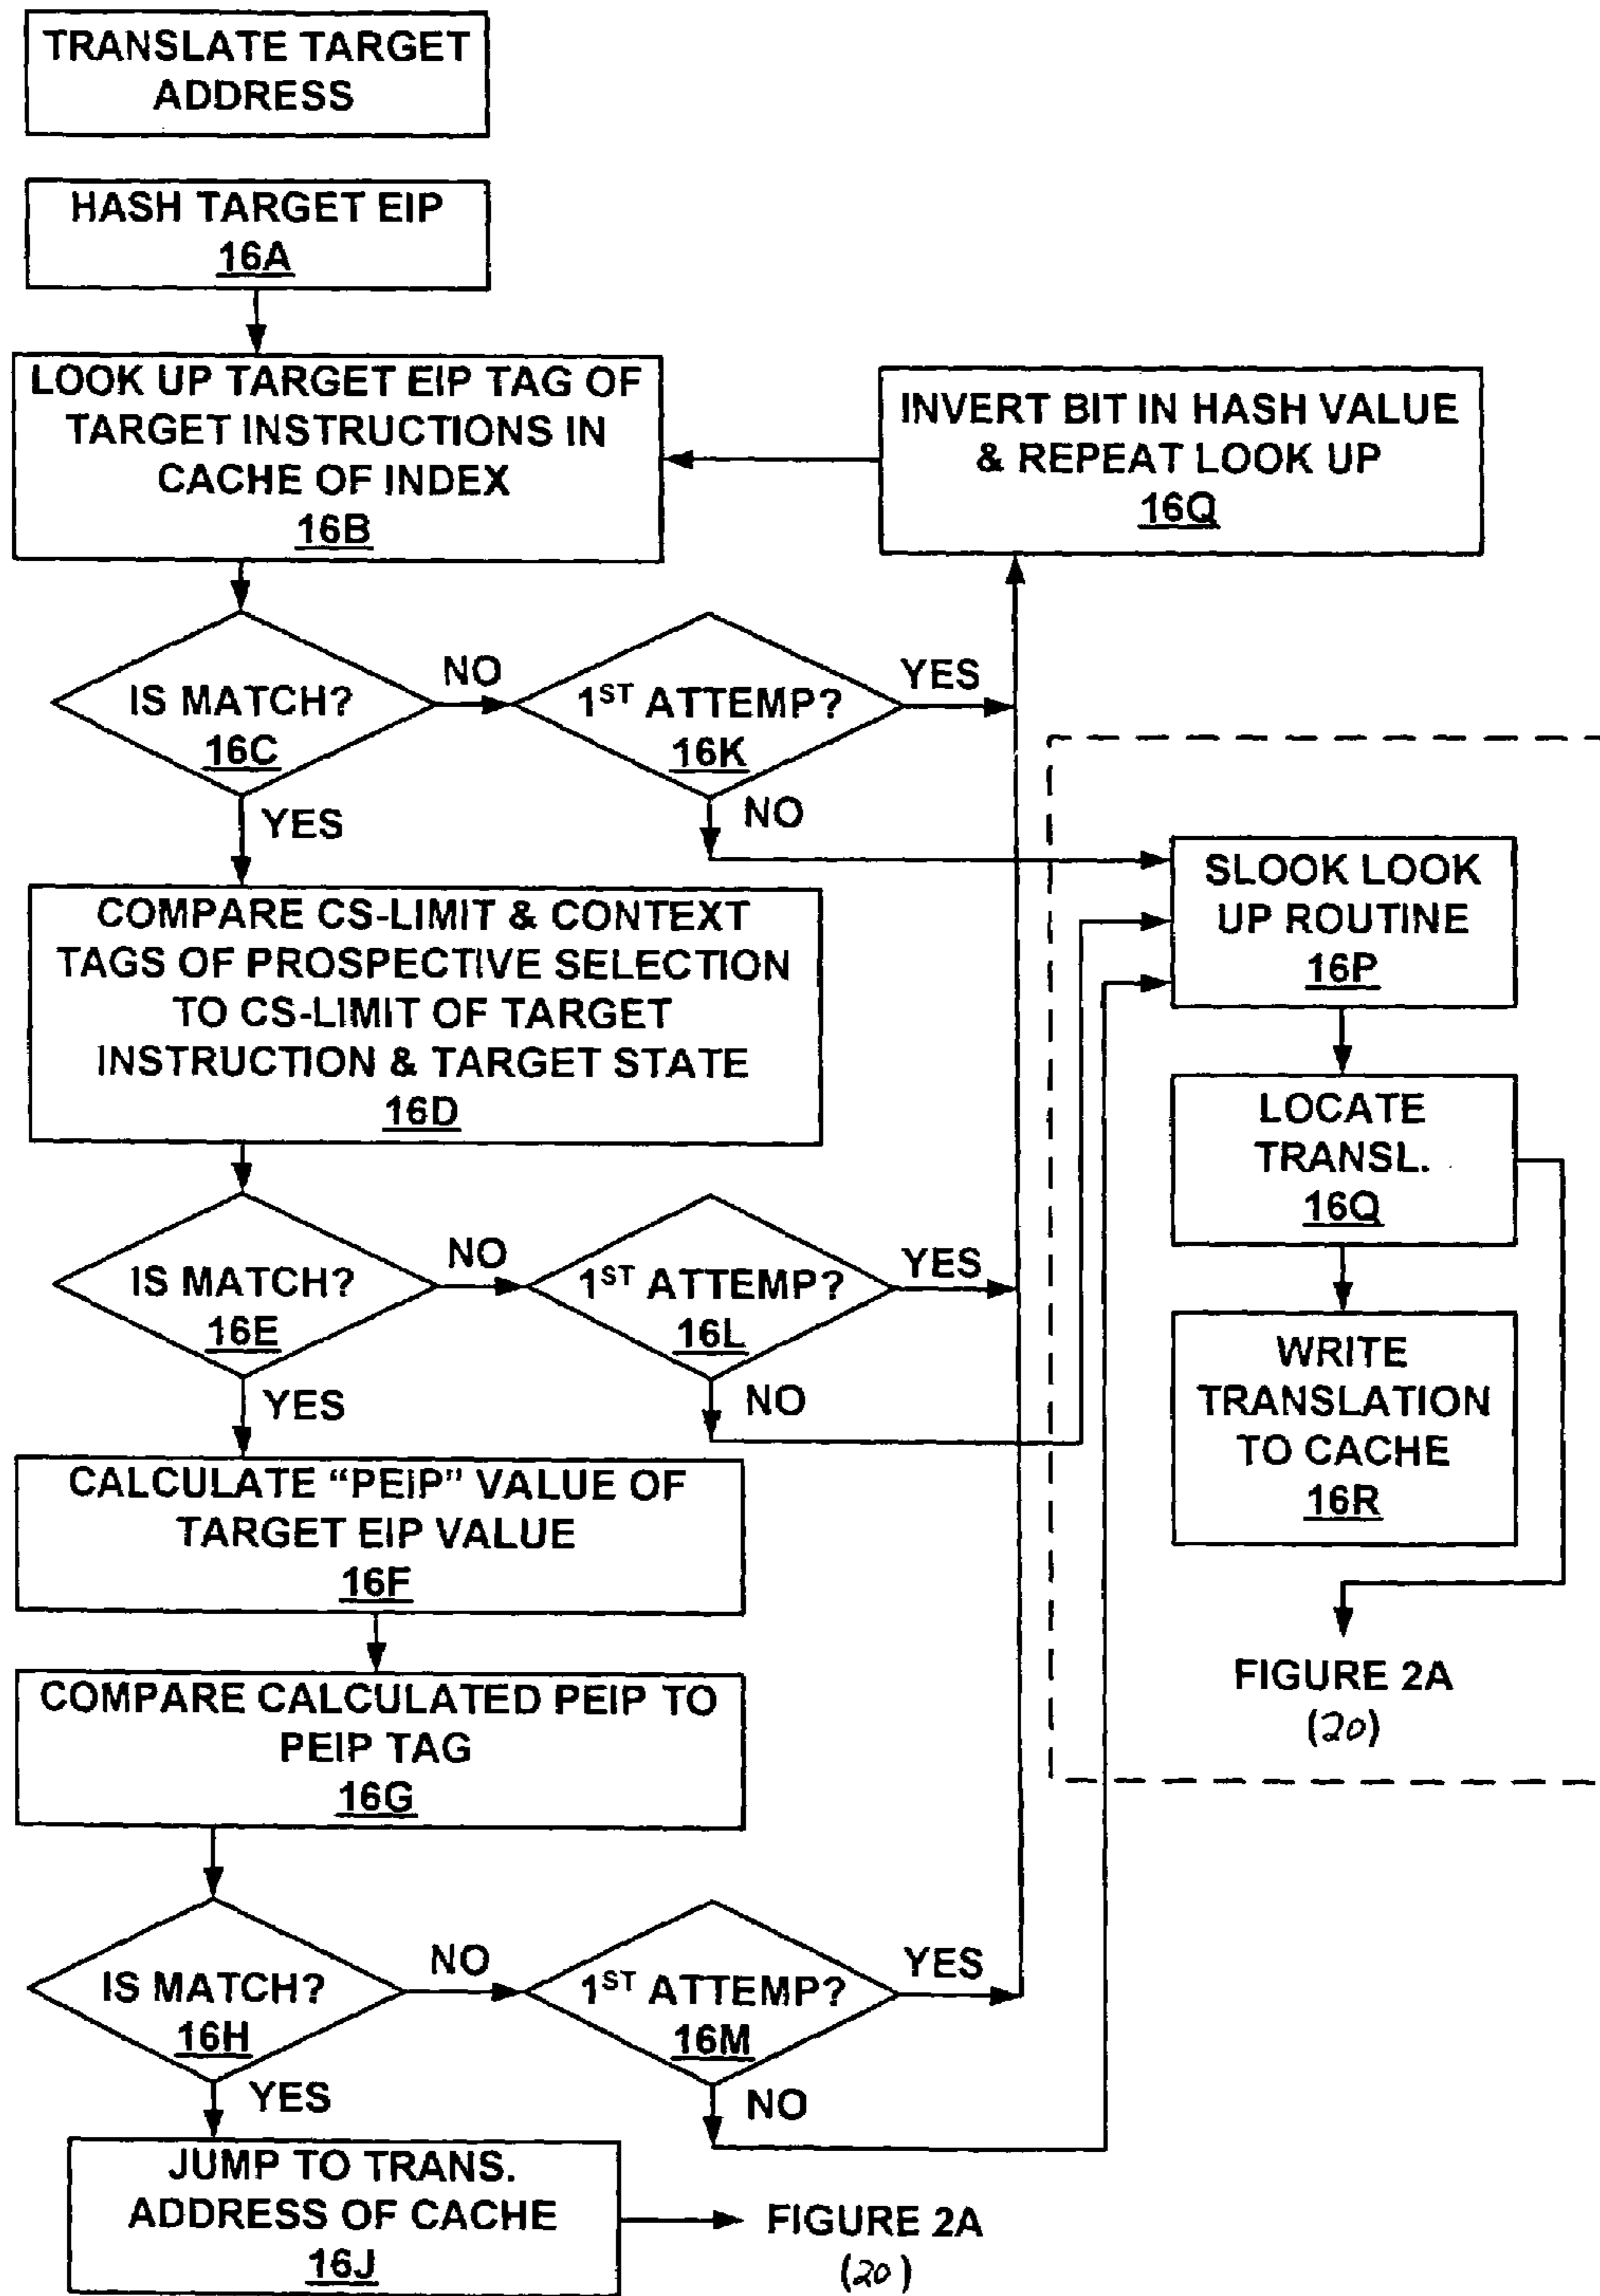 TRANSLATE TARGET
ADDRESS
HASH TARGET EIP
16A
LOOK UP TARGET EIP TAG OF
TARGET INSTRUCTIONS IN
CACHE OF INDEX
16B
INVERT BIT IN HASH VALUE
& REPEAT LOOK UP
16Q
IS MATCH?
16C
NO
1ST ATTEMP?
16K
YES
NO
YES
COMPARE CS-LIMIT & CONTEXT
TAGS OF PROSPECTIVE SELECTION
TO CS-LIMIT OF TARGET
INSTRUCTION & TARGET STATE
16D
SLOOK LOOK
UP ROUTINE
16P
LOCATE
TRANSL.
16Q
WRITE
TRANSLATION
TO CACHE
16R
FIGURE 2A
(20)
IS MATCH?
16E
NO
1ST ATTEMP?
16L
YES
NO
YES
CALCULATE “PEIP” VALUE OF
TARGET EIP VALUE
16F
COMPARE CALCULATED PEIP TO
PEIP TAG
16G
IS MATCH?
16H
NO
1ST ATTEMP?
16M
YES
NO
YES
JUMP TO TRANS.
ADDRESS OF CACHE
16J
FIGURE 2A
(20)